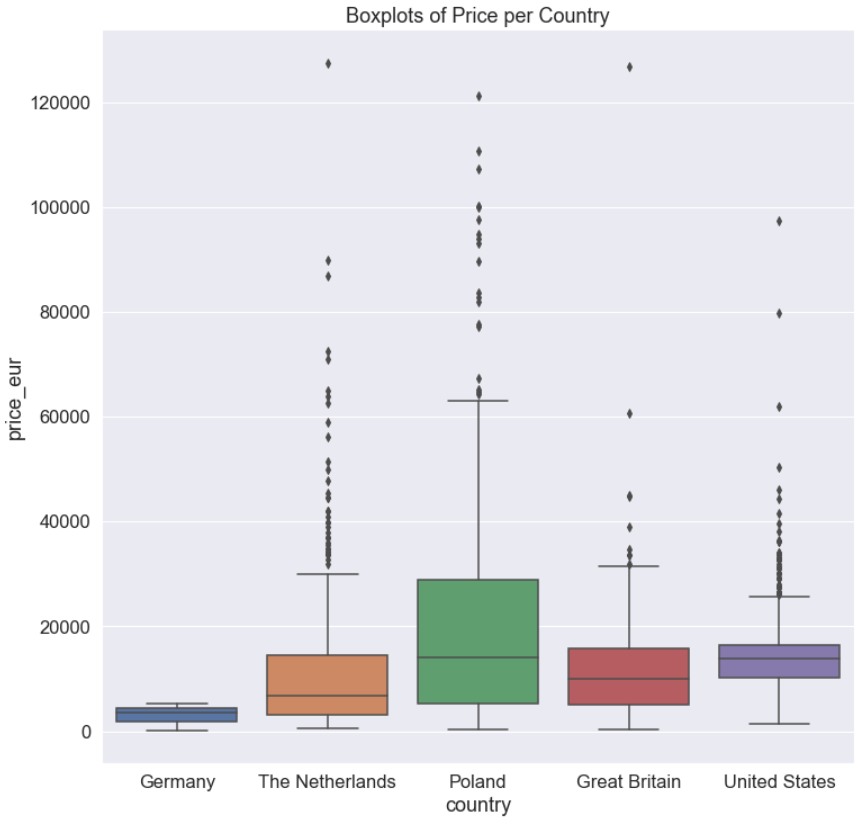 Boxplots of Price per Country
120000
100000
80000
60000
40000
20000
0
price_eur
Germany The Netherlands Poland Great Britain United States
country